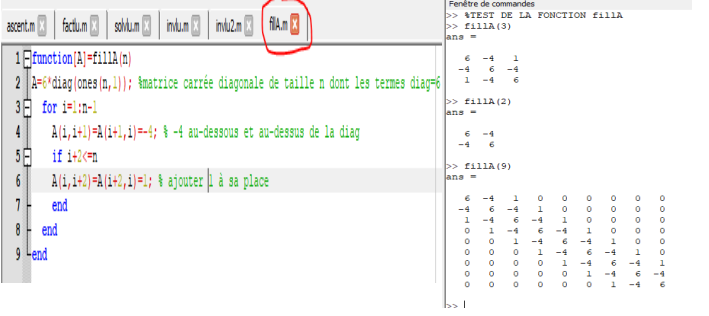 ascent.m factlu.m solvlu.m invlu.m invlu2.m fillA.m
1 function[A]=fillA(n)
2 A=6*diag(ones(n,1)); %matrice carrée diagonale de taille n dont les termes diag=6
3 for i=1:n-1
4 A(i,i+1)=A(i+1,i)=-4; % -4 au-dessous et au-dessus de la diag
5 if i+2<=n
6 A(i,i+2)=A(i+2,i)=1; % ajouter 1 à sa place
7 end
8 end
9 end
Fenêtre de commandes
>> %TEST DE LA FONCTION fillA
>> fillA(3)
ans =
6 -4 1
-4 6 -4
1 -4 6
>> fillA(2)
ans =
6 -4
-4 6
>> fillA(9)
ans =
6 -4 1 0 0 0 0 0 0
-4 6 -4 1 0 0 0 0 0
1 -4 6 -4 1 0 0 0 0
0 1 -4 6 -4 1 0 0 0
0 0 1 -4 6 -4 1 0 0
0 0 0 1 -4 6 -4 1 0
0 0 0 0 1 -4 6 -4 1
0 0 0 0 0 1 -4 6 -4
0 0 0 0 0 0 1 -4 6
>>